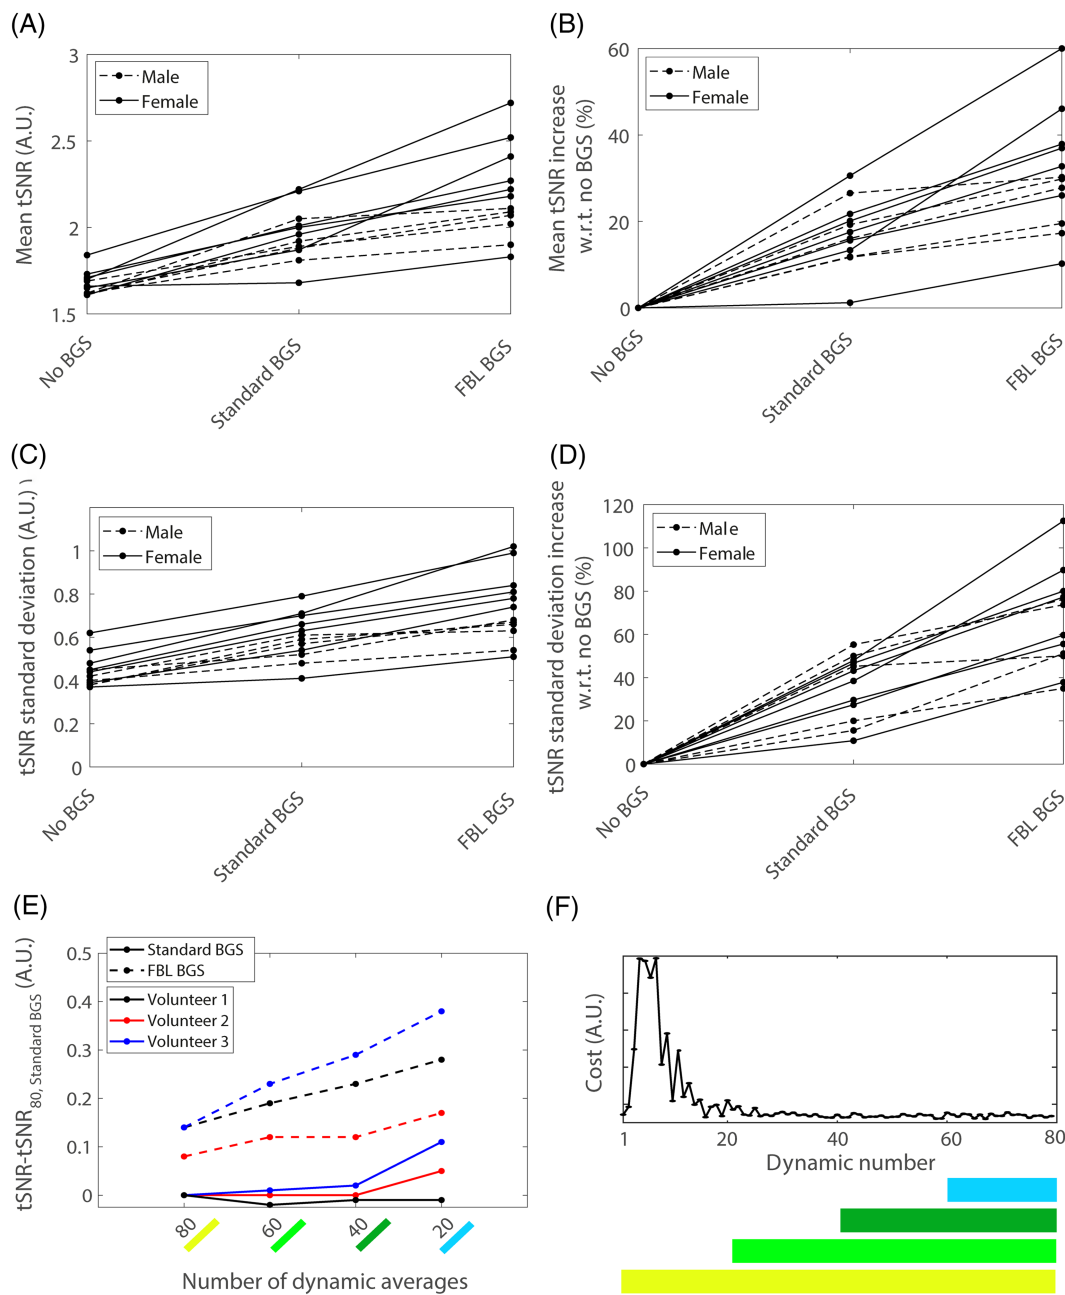 (A)
3
2.5
2
1.5
Mean tSNR (A.U.)
Male
Female
No BGS
Standard BGS
FBL BGS
(B)
60
40
20
0
Mean tSNR increase
w.r.t. no BGS (%)
Male
Female
No BGS
Standard BGS
FBL BGS
(C)
1
0.8
0.6
0.4
0.2
0
tSNR standard deviation (A.U.)
Male
Female
No BGS
Standard BGS
FBL BGS
(D)
120
100
80
60
40
20
0
tSNR standard deviation increase
w.r.t. no BGS (%)
Male
Female
No BGS
Standard BGS
FBL BGS
(E)
0.5
0.4
0.3
0.2
0.1
0
tSNR-tSNR80, Standard BGS (A.U.)
Standard BGS
FBL BGS
Volunteer 1
Volunteer 2
Volunteer 3
80
60
40
20
Number of dynamic averages
(F)
Cost (A.U.)
1
20
40
60
80
Dynamic number